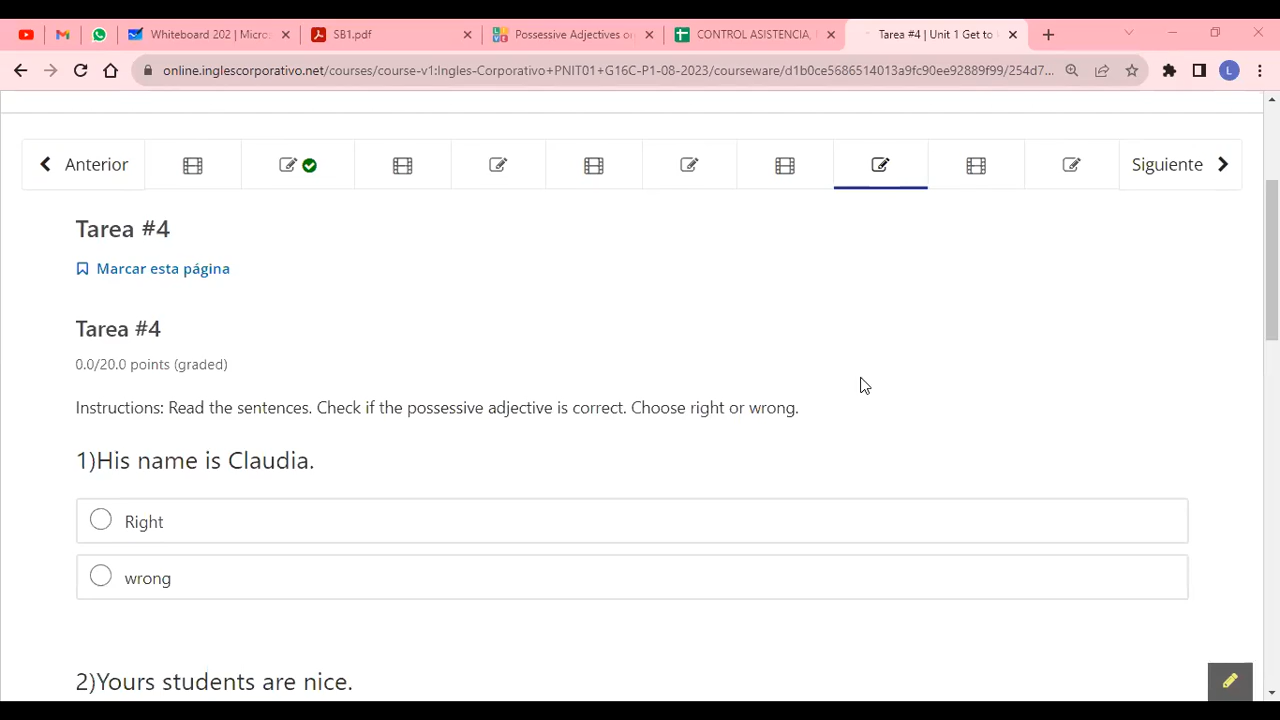 Whiteboard 202 | Micro:
SB1.pdf
Possessive Adjectives or
CONTROL ASISTENCIA,
Tarea #4 | Unit 1 Get to
online.inglescorporativo.net/courses/course-v1:Ingles-Corporativo+PNIT01+G16C-P1-08-2023/courseware/d1b0ce5686514013a9fc90ee92889f99/254d7...
L
Anterior
Siguiente
Tarea #4
Marcar esta página
Tarea #4
0.0/20.0 points (graded)
Instructions: Read the sentences. Check if the possessive adjective is correct. Choose right or wrong.
1)His name is Claudia.
Right
wrong
2)Yours students are nice.